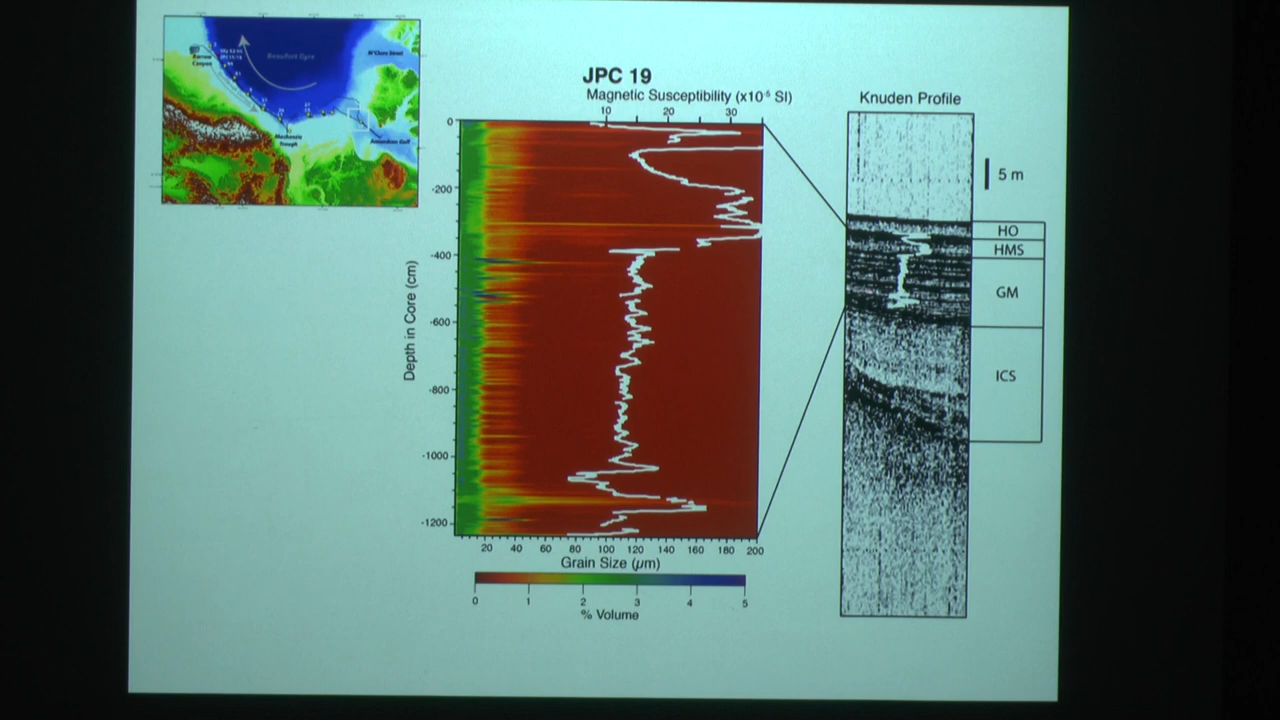 Barrow
Canyon
Beaufort Gyre
M'Clure Strait
Mackenzie
Trough
Amundsen Gulf
JPC 19
Magnetic Susceptibility (x10⁻⁵ SI)
10 20 30
0
-200
-400
-600
-800
-1000
-1200
Depth in Core (cm)
20 40 60 80 100 120 140 160 180 200
Grain Size (µm)
0 1 2 3 4 5
% Volume
Knuden Profile
5 m
HO
HMS
GM
ICS